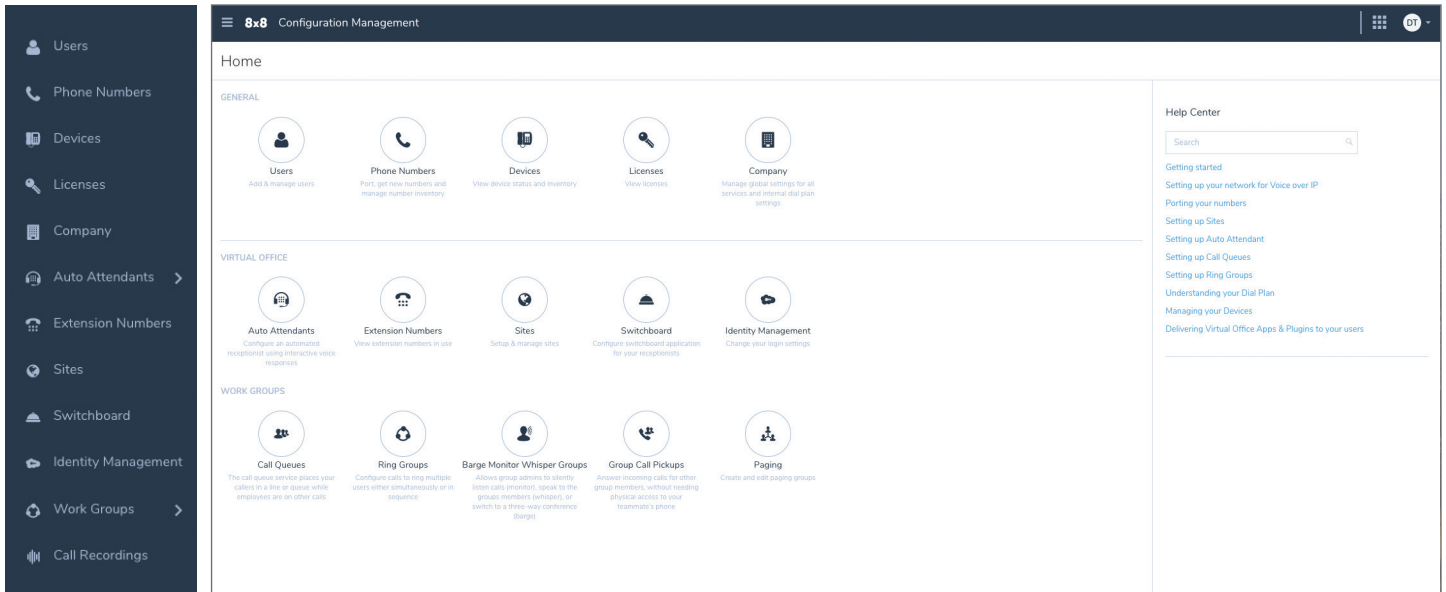 Users
Phone Numbers
Devices
Licenses
Company
Auto Attendants
Extension Numbers
Sites
Switchboard
Identity Management
Work Groups
Call Recordings
8x8 Configuration Management
DT
Home
GENERAL
Users
Add & manage users
Phone Numbers
Port, get new numbers and
manage number inventory
Devices
View device status and inventory
Licenses
View licenses
Company
Manage global settings for all
services and internal dial plan
settings
VIRTUAL OFFICE
Auto Attendants
Configure an automated
receptionist using interactive voice
responses
Extension Numbers
View extension numbers in use
Sites
Setup & manage sites
Switchboard
Configure switchboard application
for your receptionists
Identity Management
Change your login settings
WORK GROUPS
Call Queues
The call queue service places your
callers in a line or queue while
employees are on other calls
Ring Groups
Configure calls to ring multiple
users either simultaneously or in
sequence
Barge Monitor Whisper Groups
Allows group admins to silently
listen calls (monitor), speak to the
groups members (whisper), or
switch to a three-way conference
(barge)
Group Call Pickups
Answer incoming calls for other
group members, without needing
physical access to your
teammate's phone
Paging
Create and edit paging groups
Help Center
Search
Getting started
Setting up your network for Voice over IP
Porting your numbers
Setting up Sites
Setting up Auto Attendant
Setting up Call Queues
Setting up Ring Groups
Understanding your Dial Plan
Managing your Devices
Delivering Virtual Office Apps & Plugins to your users